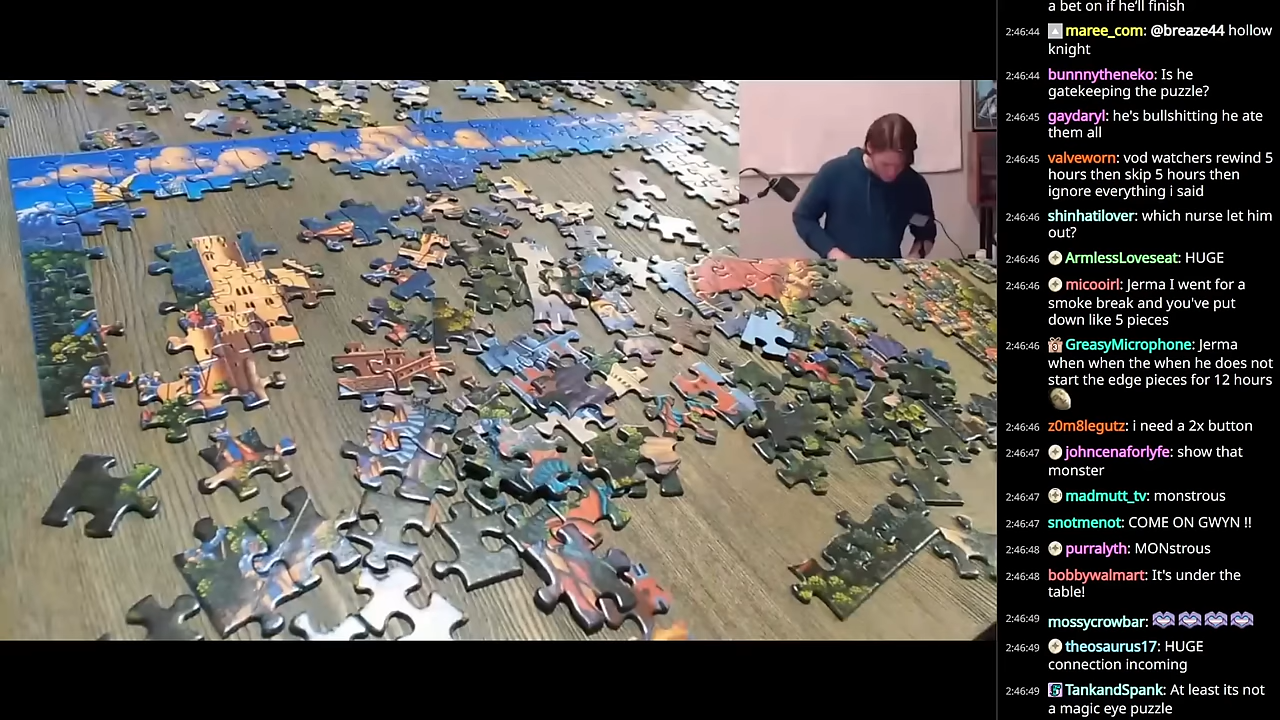 a bet on if he'll finish
2:46:44 maree_com: @breaze44 hollow
knight
2:46:44 bunnnytheneko: Is he
gatekeeping the puzzle?
2:46:45 gaydaryl: he's bullshitting he ate
them all
2:46:45 valveworn: vod watchers rewind 5
hours then skip 5 hours then
ignore everything i said
2:46:46 shinhatilover: which nurse let him
out?
2:46:46 ArmlessLoveseat: HUGE
2:46:46 micooirl: Jerma I went for a
smoke break and you've put
down like 5 pieces
2:46:46 GreasyMicrophone: Jerma
when when the when he does not
start the edge pieces for 12 hours
2:46:46 z0m8legutz: i need a 2x button
2:46:47 johncenaforlyfe: show that
monster
2:46:47 madmutt_tv: monstrous
2:46:47 snotmenot: COME ON GWYN !!
2:46:48 purralyth: MONstrous
2:46:48 bobbywalmart: It's under the
table!
2:46:49 mossycrowbar:
2:46:49 theosaurus17: HUGE
connection incoming
2:46:49 TankandSpank: At least its not
a magic eye puzzle